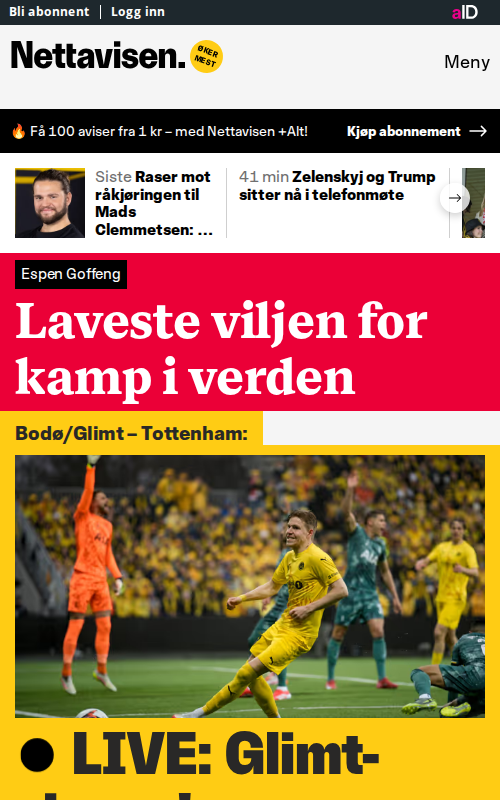 Bli abonnent | Logg inn
aID
Nettavisen.
ØKER
MEST
Meny
🔥 Få 100 aviser fra 1 kr – med Nettavisen +Alt!
Kjøp abonnement →
Siste Raser mot
råkjøringen til
Mads
Clemmetsen: ...
41 min Zelenskyj og Trump
sitter nå i telefonmøte
Espen Goffeng
Laveste viljen for
kamp i verden
Bodø/Glimt – Tottenham:
● LIVE: Glimt-